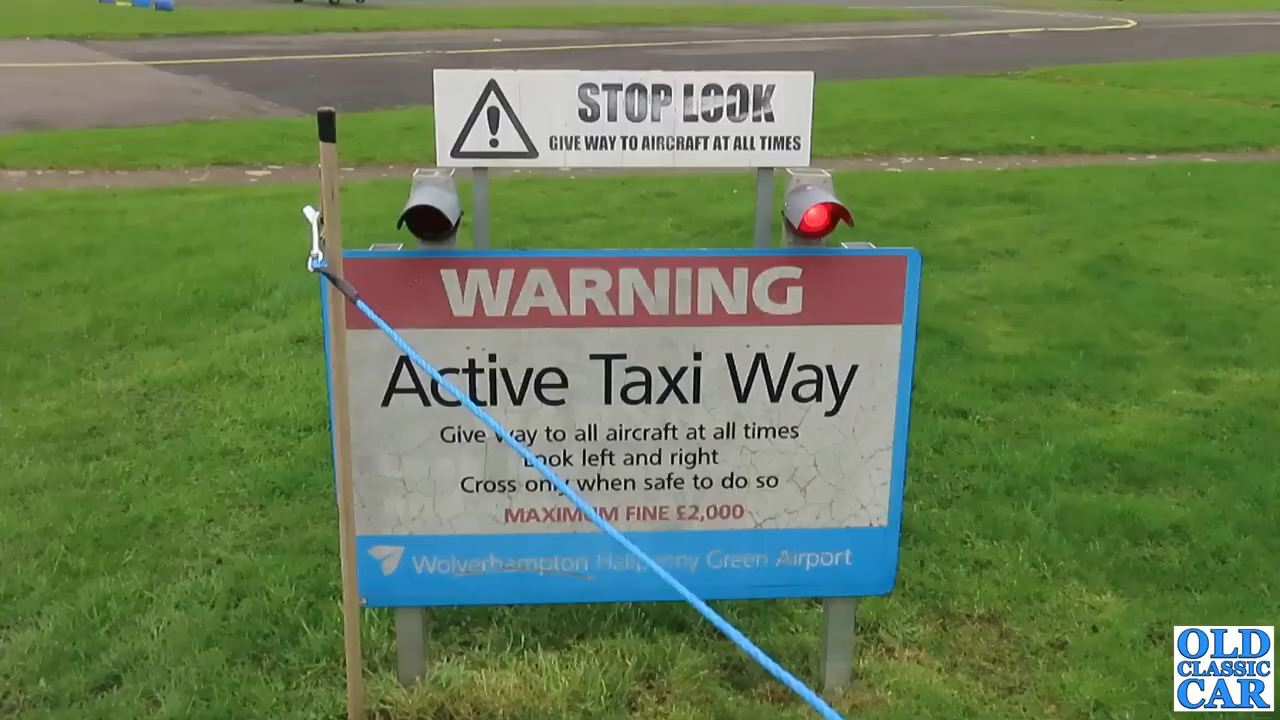 STOP LOOK
GIVE WAY TO AIRCRAFT AT ALL TIMES
WARNING
Active Taxi Way
Give way to all aircraft at all times
Look left and right
Cross only when safe to do so
MAXIMUM FINE £2,000
Wolverhampton Halfpenny Green Airport
OLD
CLASSIC
CAR